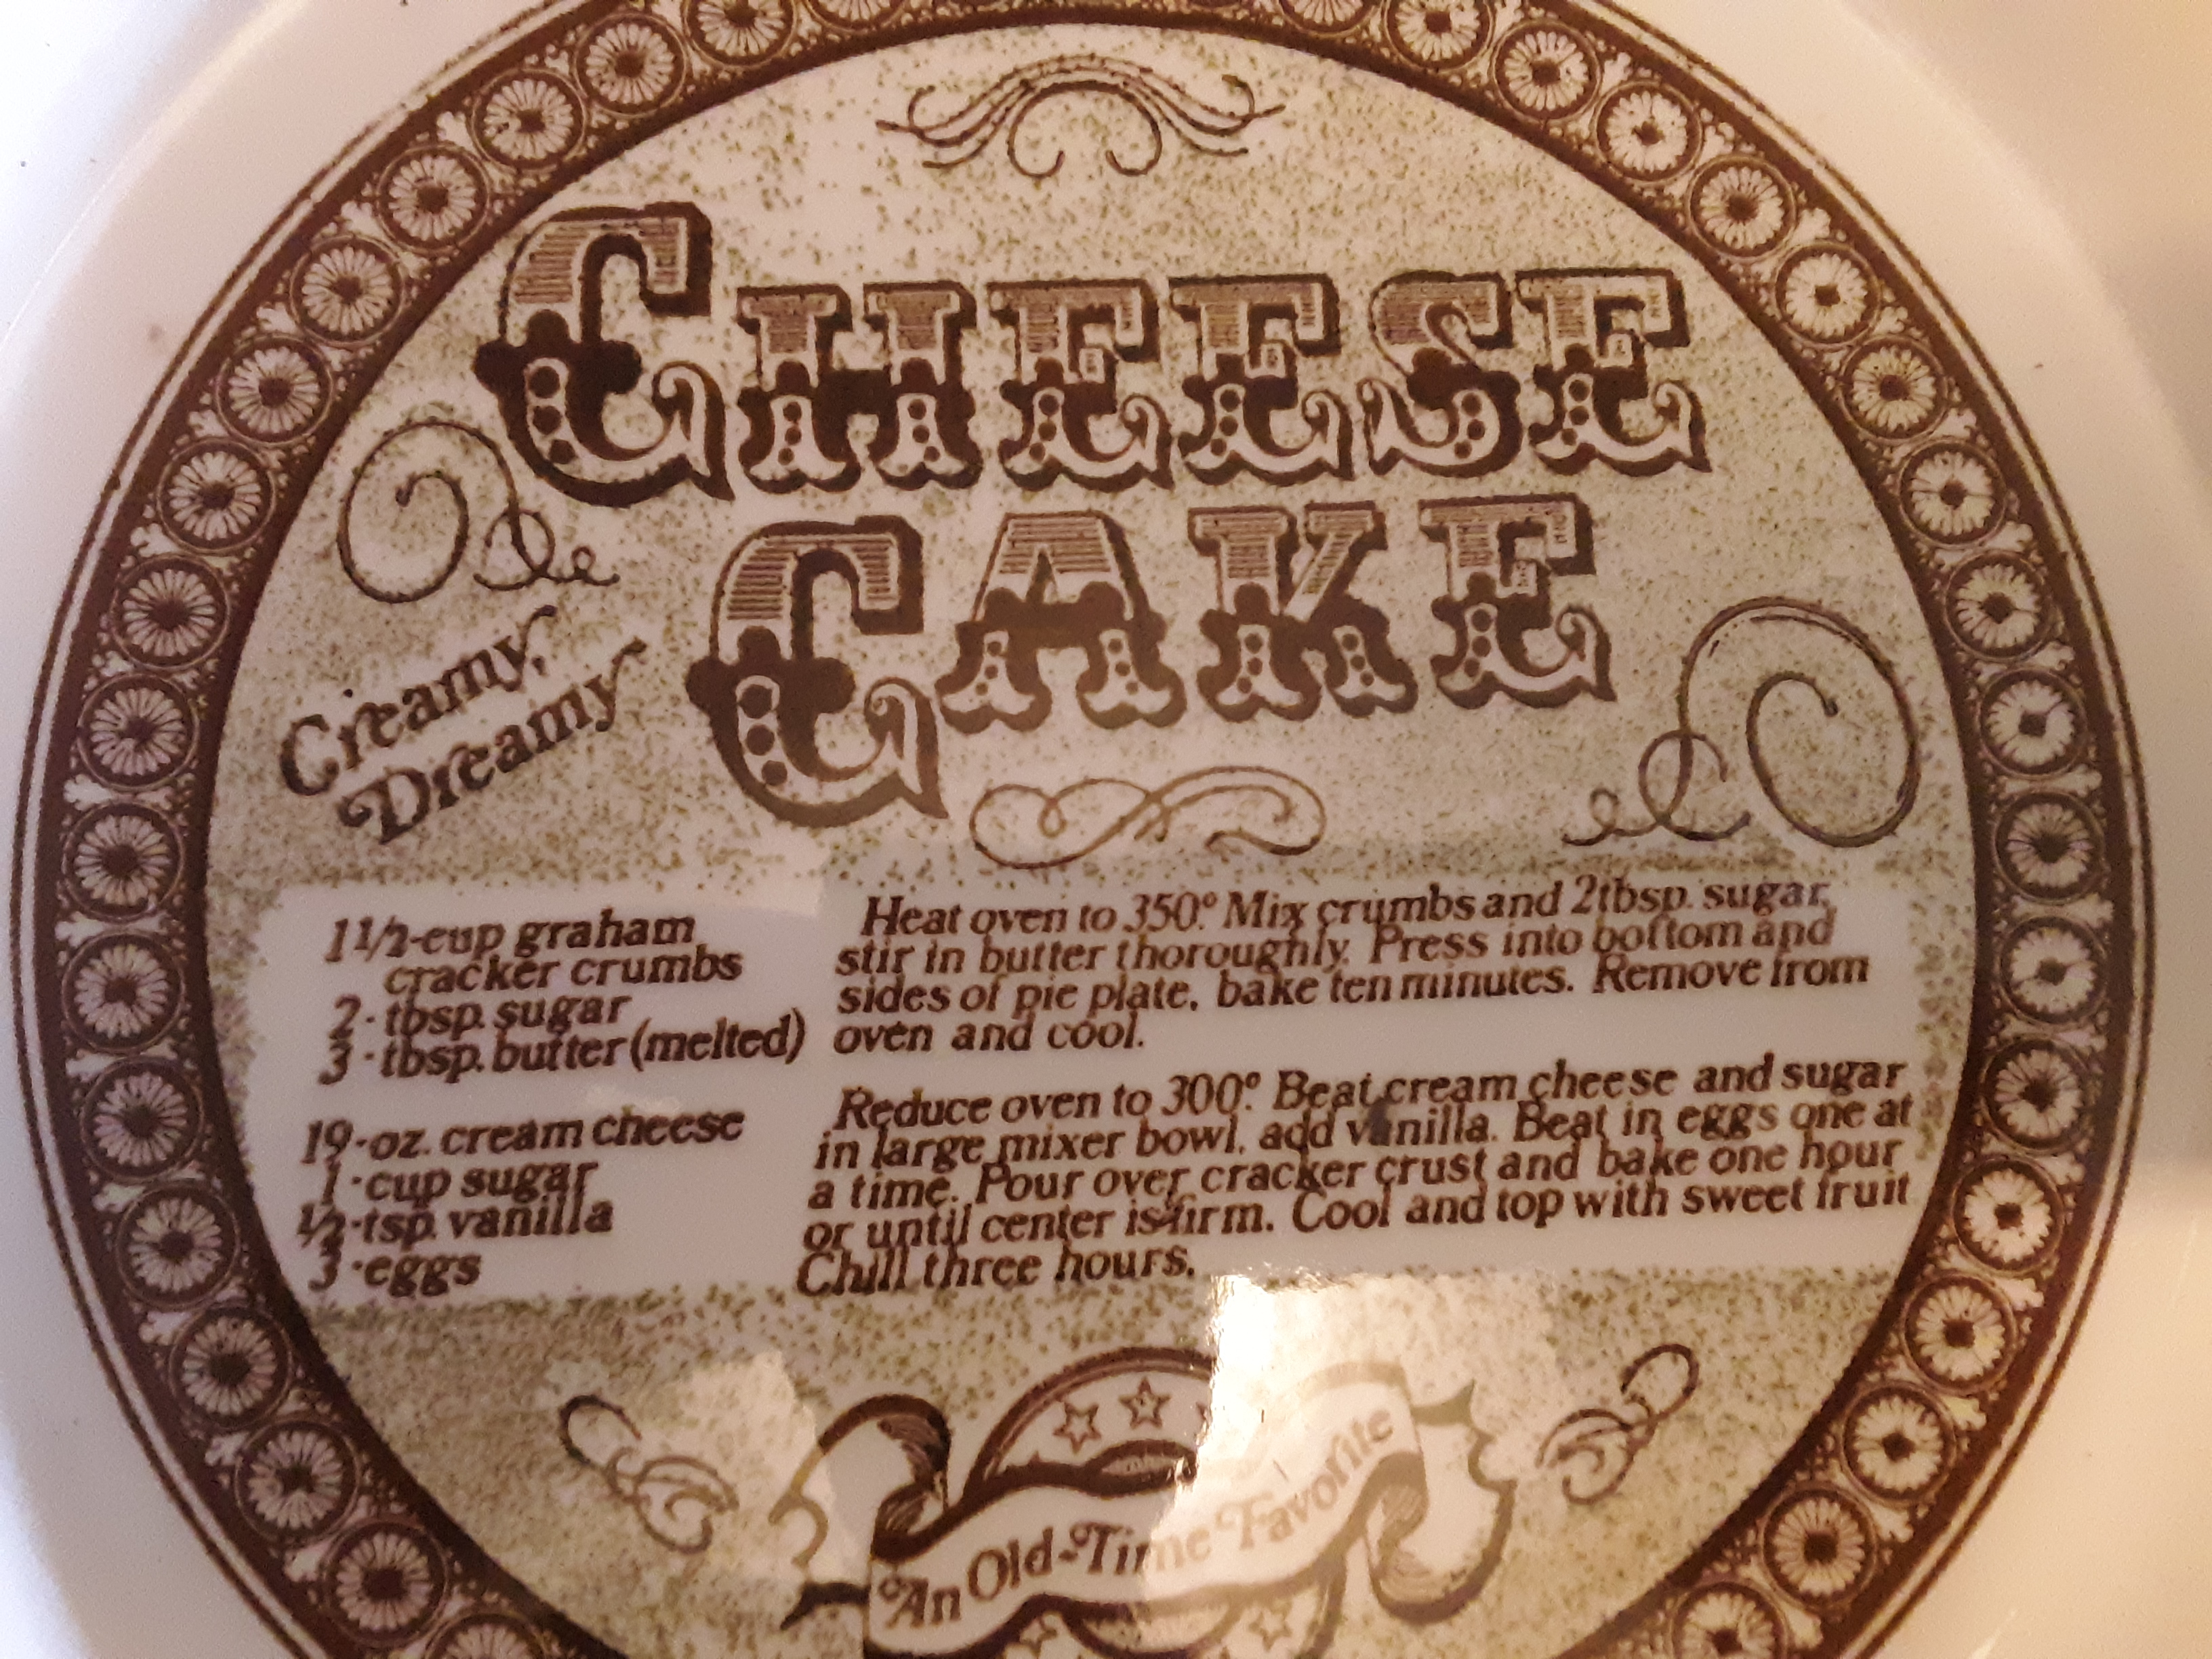 CHEESE
CAKE
Creamy,
Dreamy
1 1/2-cup graham
cracker crumbs
2 - tbsp. sugar
3 - tbsp. butter (melted)
19-oz. cream cheese
1 -cup sugar
1/2-tsp. vanilla
3 -eggs
Heat oven to 350°. Mix crumbs and 2tbsp. sugar,
stir in butter thoroughly. Press into bottom and
sides of pie plate, bake ten minutes. Remove from
oven and cool.
Reduce oven to 300°. Beat cream cheese and sugar
in large mixer bowl, add vanilla. Beat in eggs one at
a time. Pour over cracker crust and bake one hour
or until center is firm. Cool and top with sweet fruit
Chill three hours.
An Old-Time Favorite